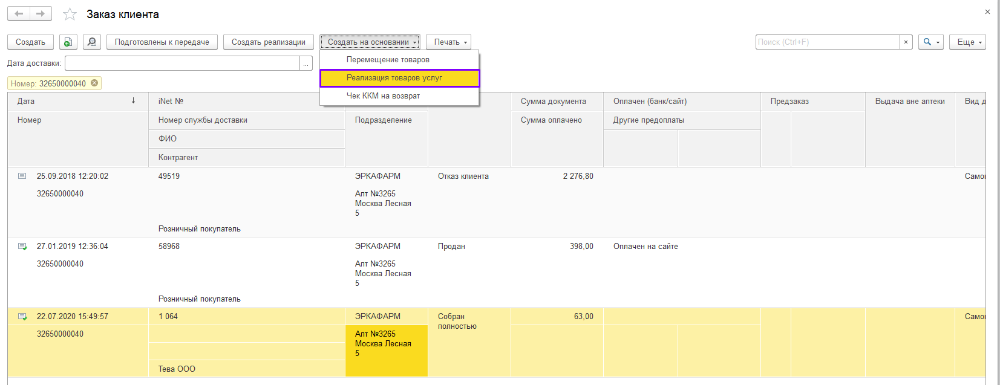 Заказ клиента
Создать
Подготовлены к передаче
Создать реализации
Создать на основании
Печать
Поиск (Ctrl+F)
Еще
Дата доставки:
...
Перемещение товаров
Реализация товаров услуг
Чек ККМ на возврат
Номер: 32650000040
Дата ↓
iNet №
Сумма документа
Оплачен (банк/сайт)
Предзаказ
Выдача вне аптеки
Вид д
Номер
Номер службы доставки
Подразделение
Сумма оплачено
Другие предоплаты
ФИО
Контрагент
25.09.2018 12:20:02
49519
ЭРКАФАРМ
Отказ клиента
2 276,80
Само
32650000040
Апт №3265
Москва Лесная
5
Розничный покупатель
27.01.2019 12:36:04
58968
ЭРКАФАРМ
Продан
398,00
Оплачен на сайте
32650000040
Апт №3265
Москва Лесная
5
Розничный покупатель
22.07.2020 15:49:57
1 064
ЭРКАФАРМ
Собран
полностью
63,00
Само
32650000040
Апт №3265
Москва Лесная
5
Тева ООО